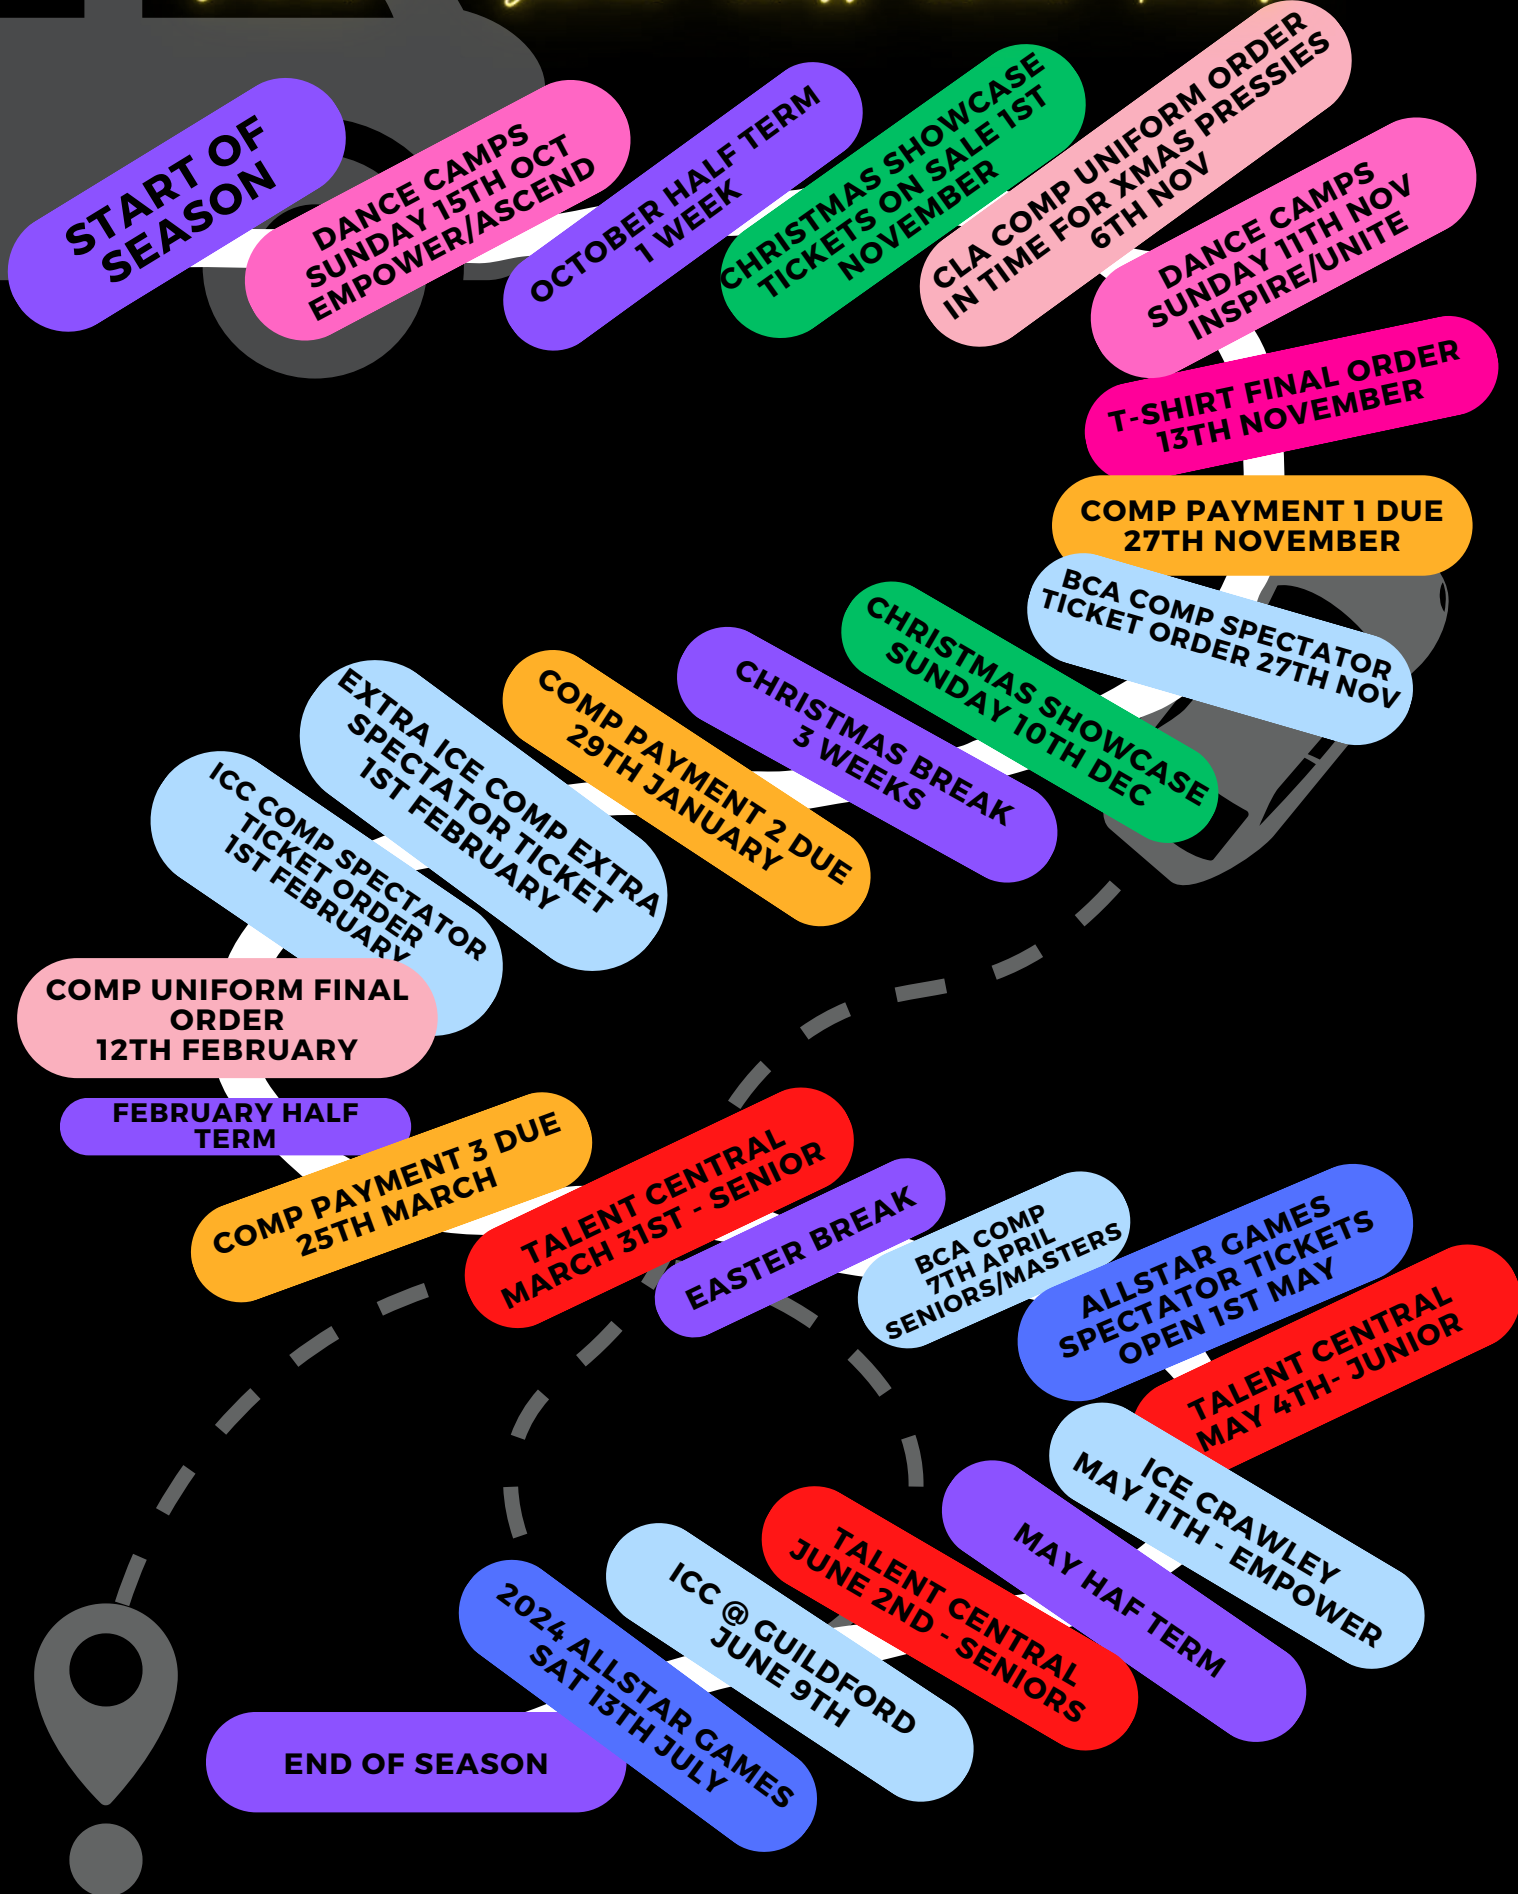 START OF
SEASON
DANCE CAMPS
SUNDAY 15TH OCT
EMPOWER/ASCEND
OCTOBER HALF TERM
1 WEEK
CHRISTMAS SHOWCASE
TICKETS ON SALE 1ST
NOVEMBER
CLA COMP UNIFORM ORDER
IN TIME FOR XMAS PRESSIES
6TH NOV
DANCE CAMPS
SUNDAY 11TH NOV
INSPIRE/UNITE
T-SHIRT FINAL ORDER
13TH NOVEMBER
COMP PAYMENT 1 DUE
27TH NOVEMBER
BCA COMP SPECTATOR
TICKET ORDER 27TH NOV
CHRISTMAS SHOWCASE
SUNDAY 10TH DEC
CHRISTMAS BREAK
3 WEEKS
COMP PAYMENT 2 DUE
29TH JANUARY
EXTRA ICE COMP EXTRA
SPECTATOR TICKET
1ST FEBRUARY
ICC COMP SPECTATOR
TICKET ORDER
1ST FEBRUARY
COMP UNIFORM FINAL
ORDER
12TH FEBRUARY
FEBRUARY HALF
TERM
COMP PAYMENT 3 DUE
25TH MARCH
TALENT CENTRAL
MARCH 31ST - SENIOR
EASTER BREAK
BCA COMP
7TH APRIL
SENIORS/MASTERS
ALLSTAR GAMES
SPECTATOR TICKETS
OPEN 1ST MAY
TALENT CENTRAL
MAY 4TH- JUNIOR
ICE CRAWLEY
MAY 11TH - EMPOWER
MAY HAF TERM
TALENT CENTRAL
JUNE 2ND - SENIORS
ICC @ GUILDFORD
JUNE 9TH
2024 ALLSTAR GAMES
SAT 13TH JULY
END OF SEASON